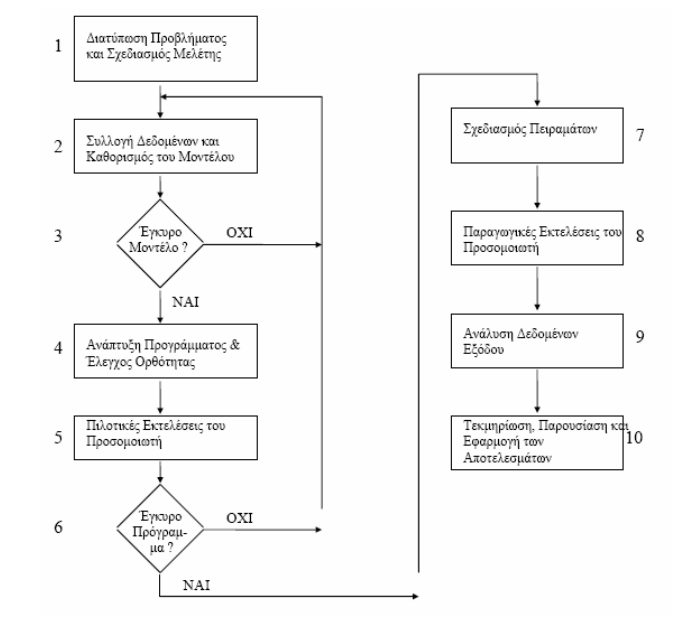 1
Διατύπωση Προβλήματος
και Σχεδιασμός Μελέτης
2
Συλλογή Δεδομένων και
Καθορισμός του Μοντέλου
3
Έγκυρο
Μοντέλο ?
ΟΧΙ
ΝΑΙ
4
Ανάπτυξη Προγράμματος &
Έλεγχος Ορθότητας
5
Πιλοτικές Εκτελέσεις του
Προσομοιωτή
6
Έγκυρο
Πρόγραμ-
μα ?
ΟΧΙ
ΝΑΙ
Σχεδιασμός Πειραμάτων
7
Παραγωγικές Εκτελέσεις του
Προσομοιωτή
8
Ανάλυση Δεδομένων
Εξόδου
9
Τεκμηρίωση, Παρουσίαση και
Εφαρμογή των
Αποτελεσμάτων
10